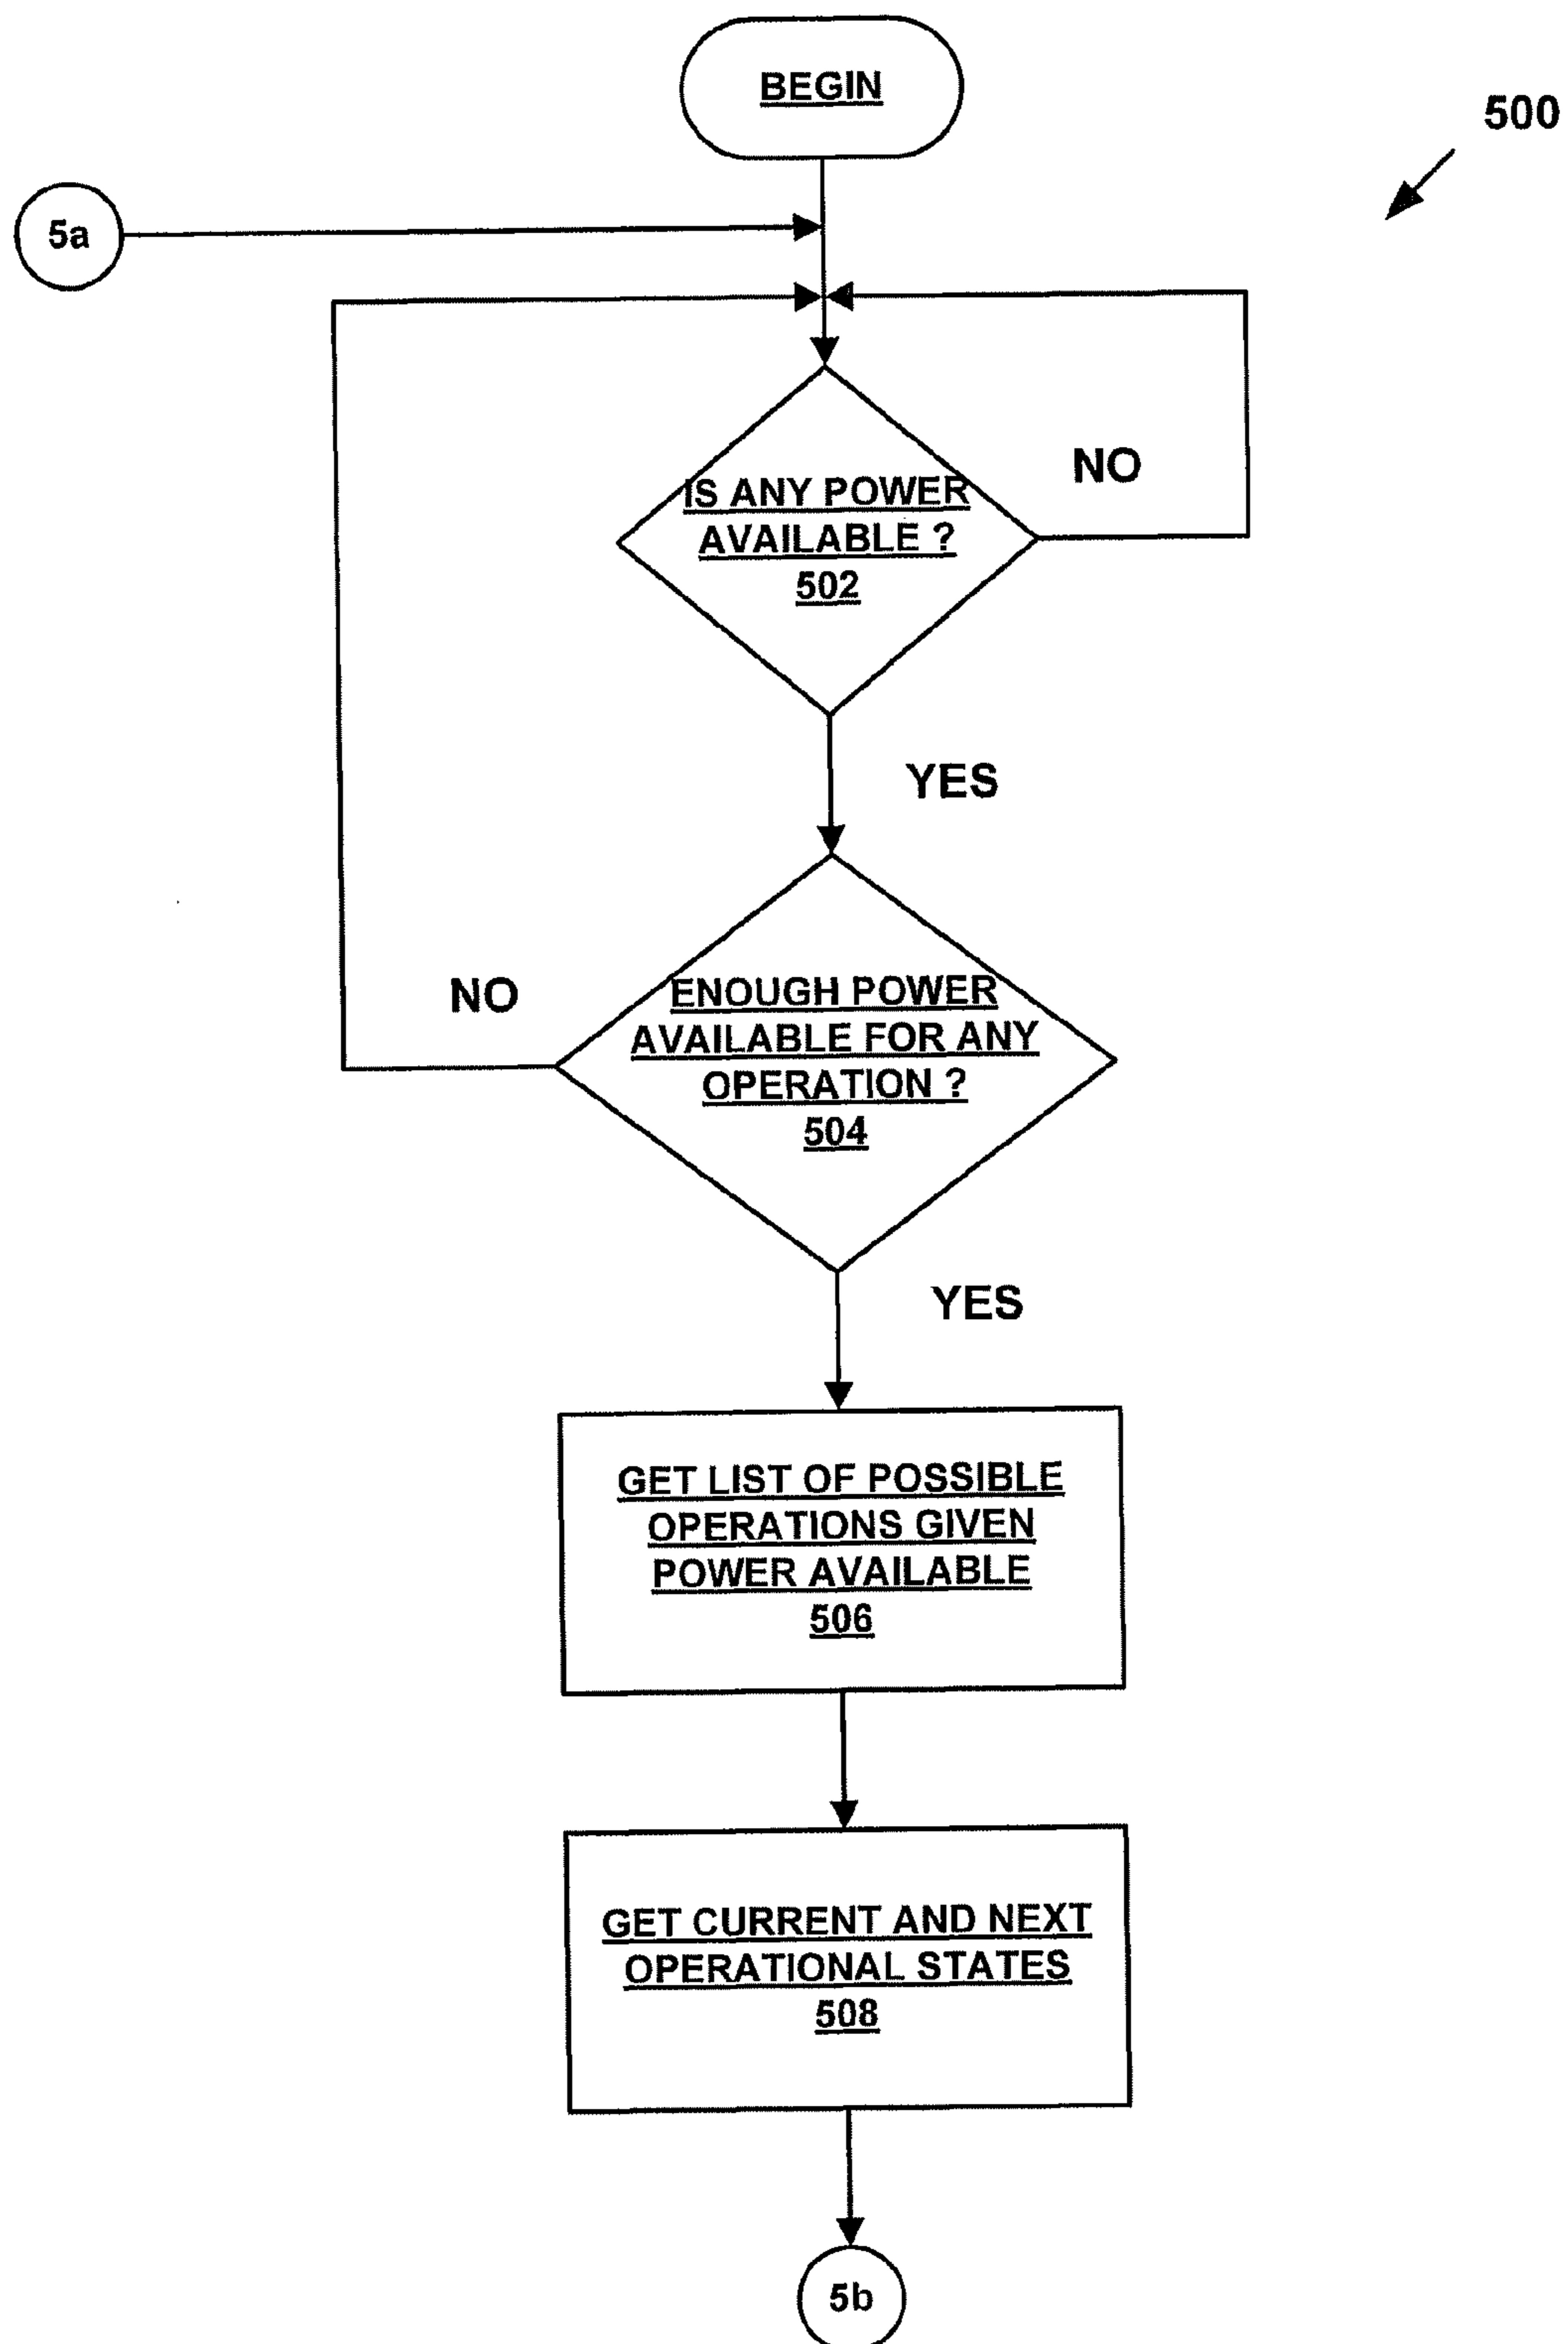 BEGIN
500
5a
IS ANY POWER
AVAILABLE ?
502
NO
YES
ENOUGH POWER
AVAILABLE FOR ANY
OPERATION ?
504
NO
YES
GET LIST OF POSSIBLE
OPERATIONS GIVEN
POWER AVAILABLE
506
GET CURRENT AND NEXT
OPERATIONAL STATES
508
5b